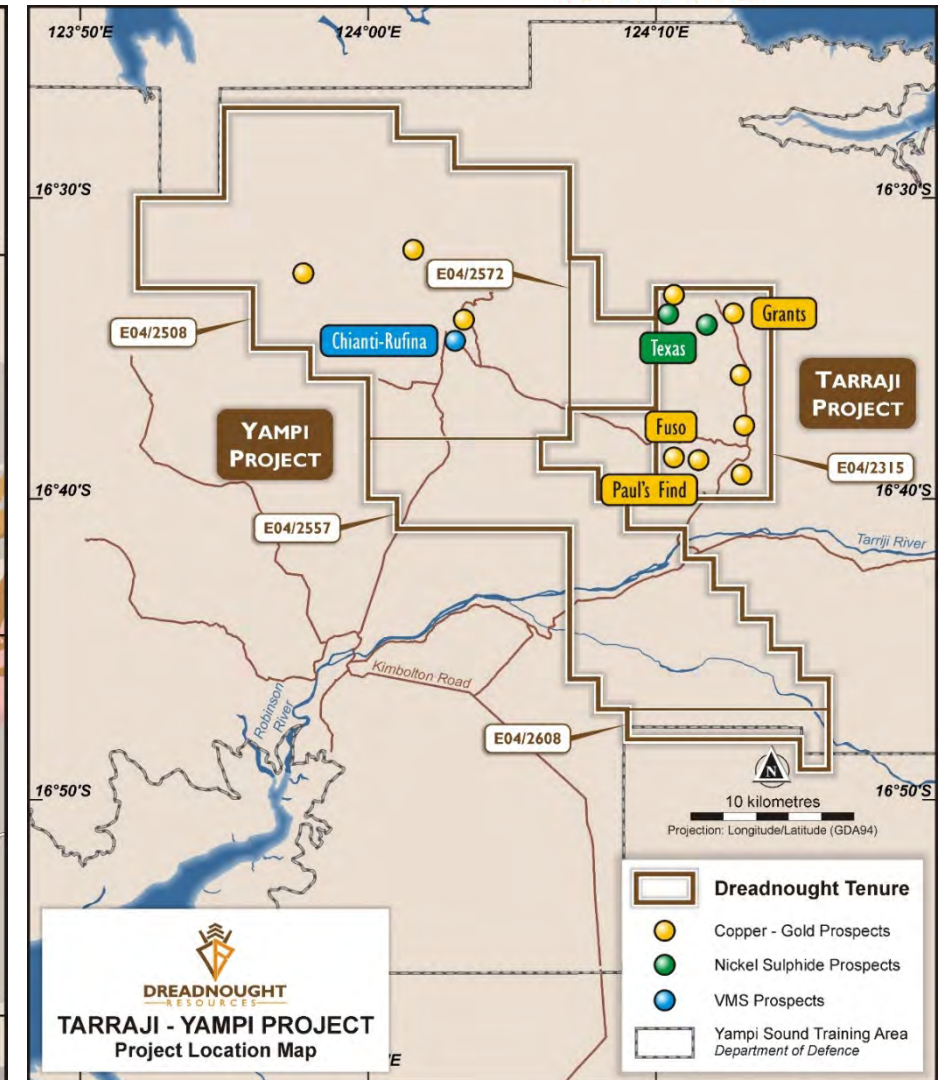 123°50'E
124°00'E
124°10'E
16°30'S
16°30'S
E04/2572
E04/2508
Chianti-Rufina
Grants
Texas
TARRAJI
PROJECT
YAMPI
PROJECT
Fuso
E04/2315
Paul's Find
16°40'S
16°40'S
E04/2557
Tarriji River
Kimbolton Road
Robinson
River
E04/2608
N
16°50'S
16°50'S
10 kilometres
Projection: Longitude/Latitude (GDA94)
Dreadnought Tenure
Copper - Gold Prospects
Nickel Sulphide Prospects
VMS Prospects
Yampi Sound Training Area
Department of Defence
DREADNOUGHT
RESOURCES
TARRAJI - YAMPI PROJECT
Project Location Map